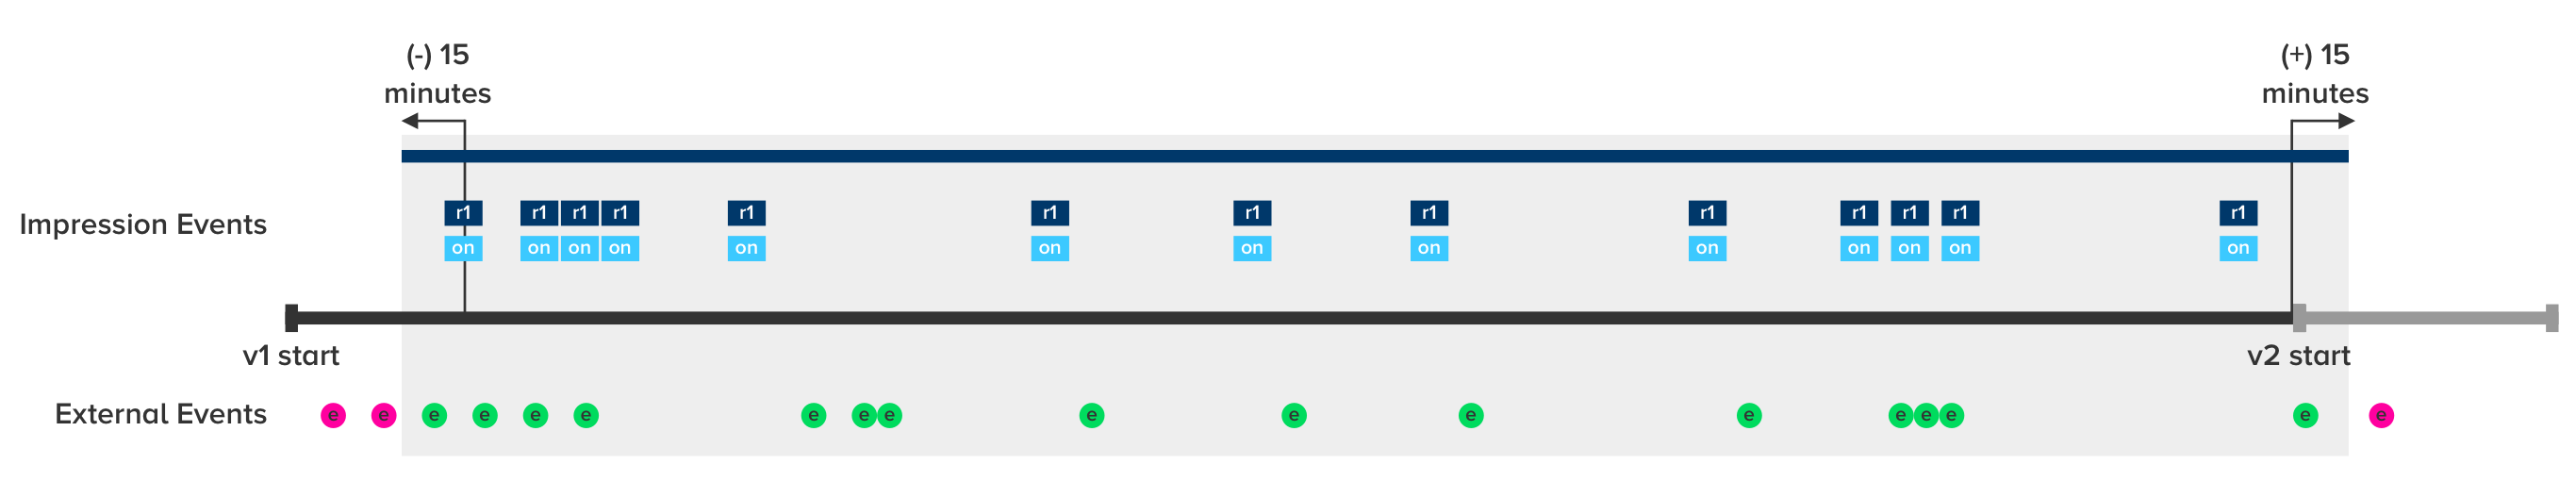 (-) 15
minutes
(+) 15
minutes
Impression Events
r1 r1 r1 r1 r1 r1 r1 r1 r1 r1 r1 r1 r1
on on on on on on on on on on on on on
v1 start
v2 start
External Events
e e e e e e e e e e e e e e e e e e